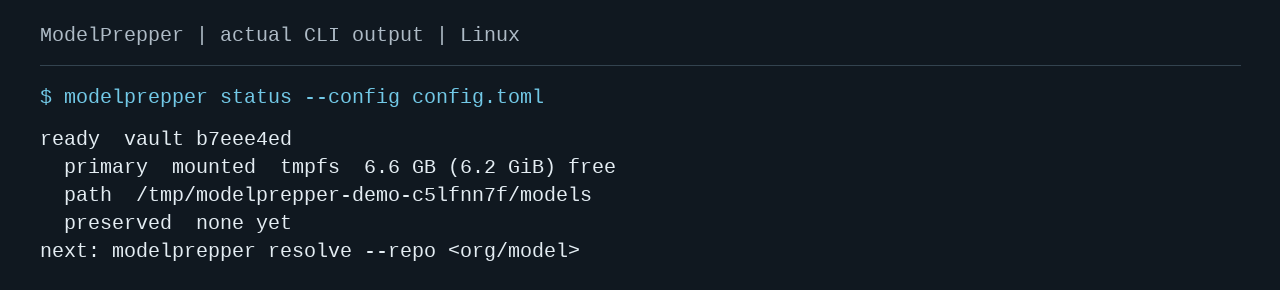 ModelPrepper | actual CLI output | Linux
$ modelprepper status --config config.toml
ready  vault b7eee4ed
  primary  mounted  tmpfs  6.6 GB (6.2 GiB) free
  path  /tmp/modelprepper-demo-c5lfnn7f/models
  preserved  none yet
next: modelprepper resolve --repo <org/model>